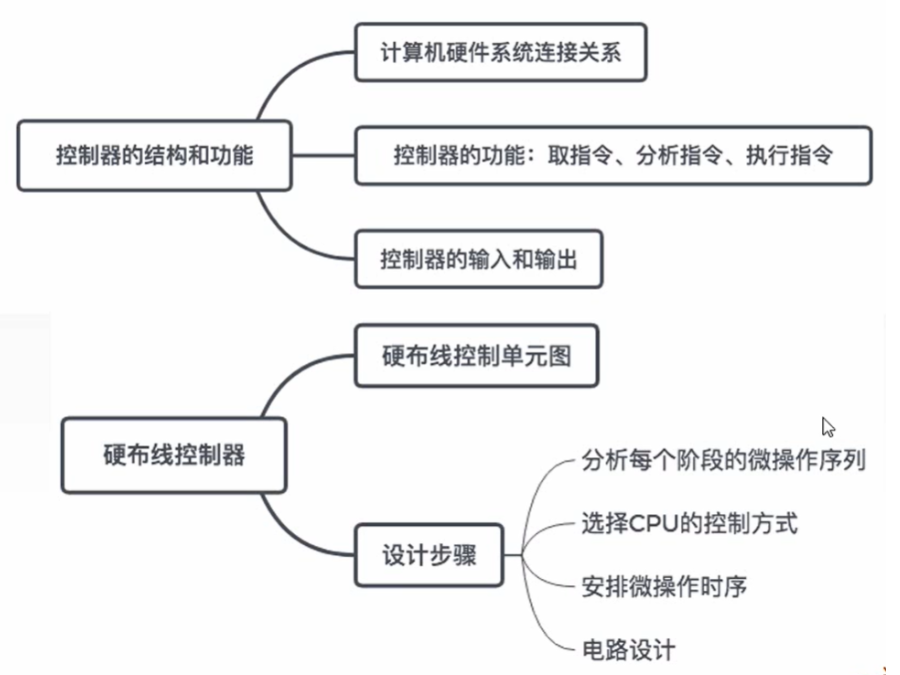 计算机硬件系统连接关系
控制器的结构和功能
控制器的功能：取指令、分析指令、执行指令
控制器的输入和输出
硬布线控制单元图
硬布线控制器
设计步骤
分析每个阶段的微操作序列
选择CPU的控制方式
安排微操作时序
电路设计